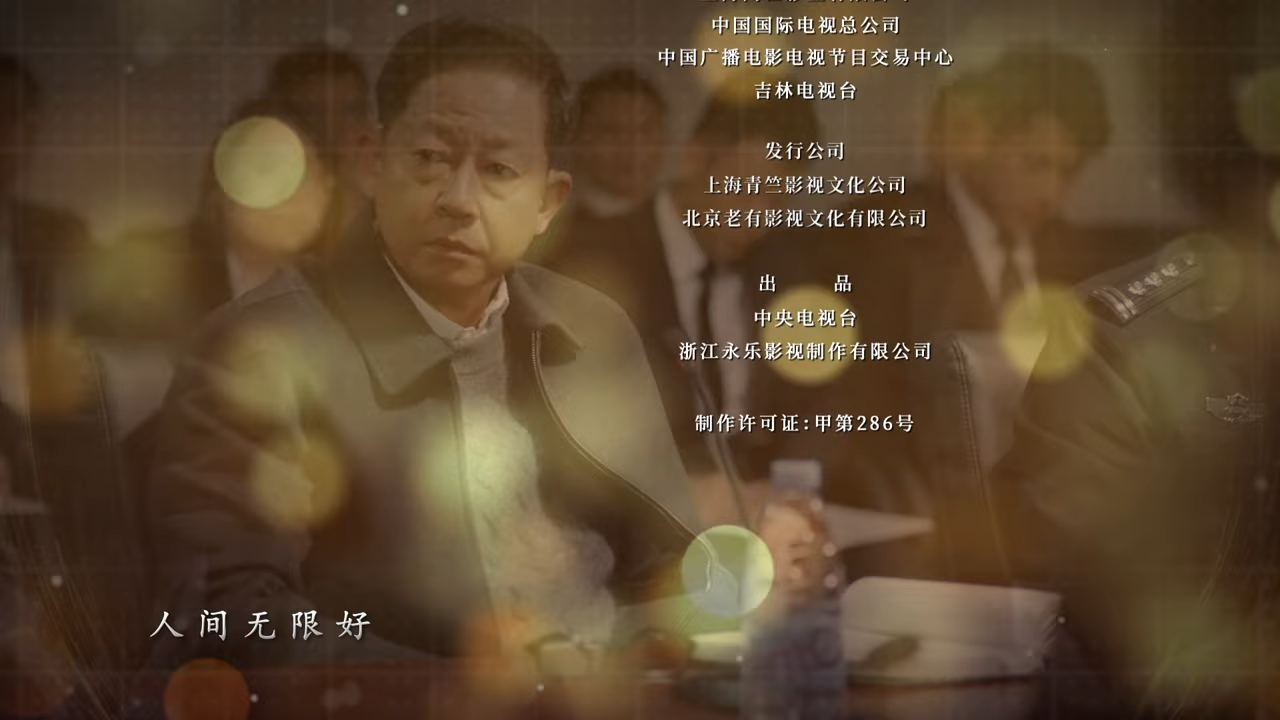 中国国际电视总公司
中国广播电影电视节目交易中心
吉林电视台
发行公司
上海青竺影视文化公司
北京老有影视文化有限公司
出 品
中央电视台
浙江永乐影视制作有限公司
制作许可证:甲第286号
人间无限好